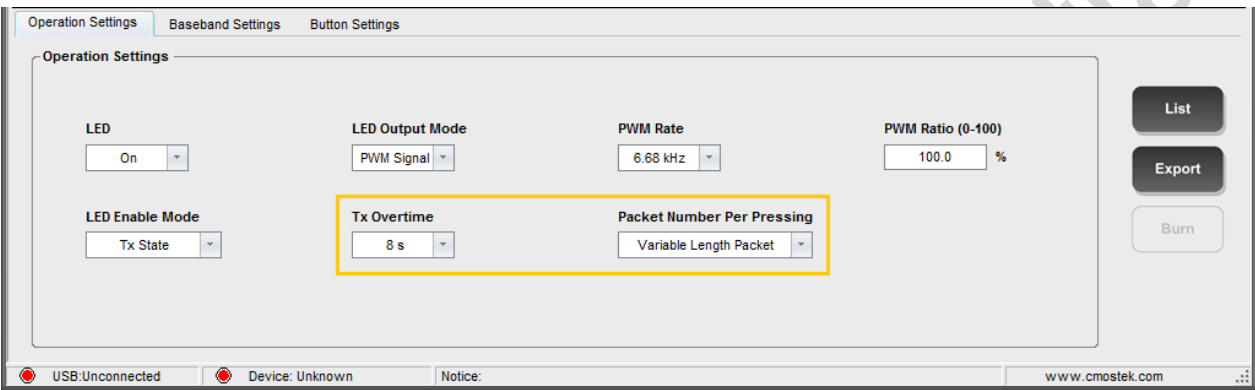 Operation Settings Baseband Settings Button Settings
Operation Settings
LED LED Output Mode PWM Rate PWM Ratio (0-100)
On PWM Signal 6.68 kHz 100.0 %
LED Enable Mode Tx Overtime Packet Number Per Pressing
Tx State 8 s Variable Length Packet
List
Export
Burn
USB:Unconnected Device: Unknown Notice: www.cmostek.com